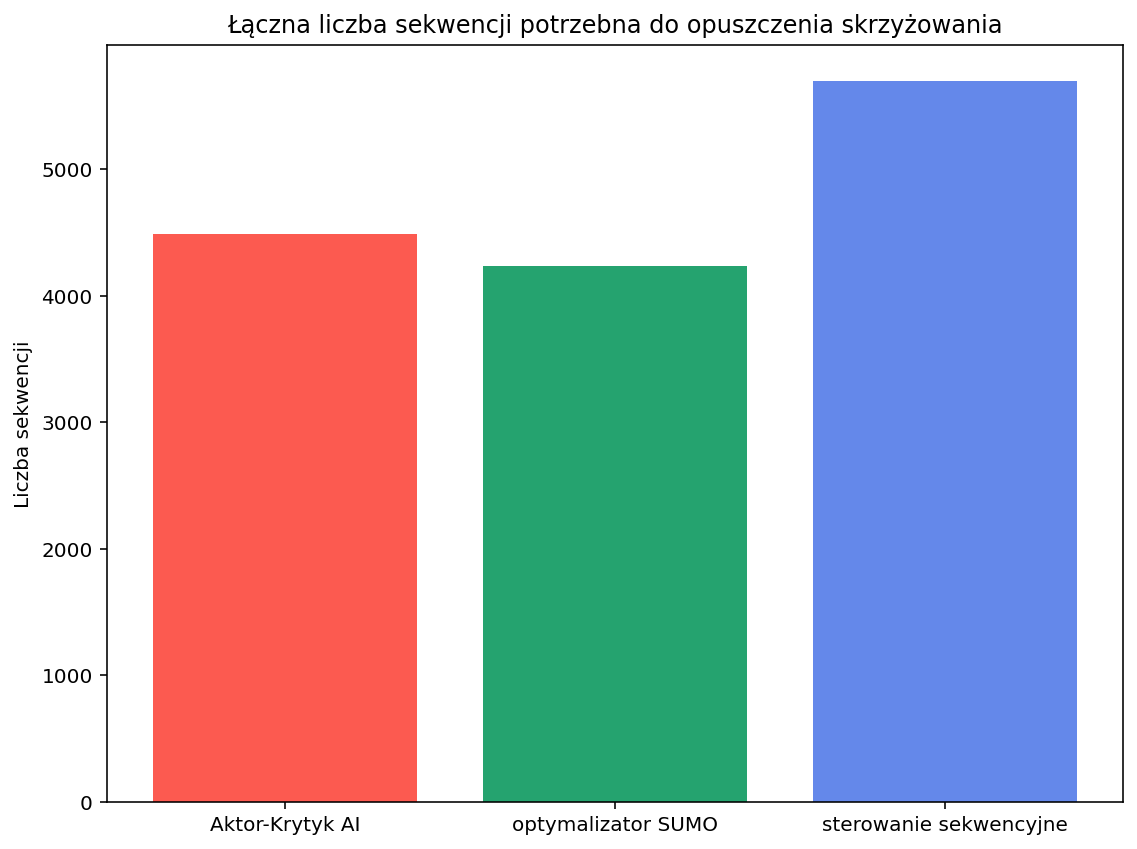 Łączna liczba sekwencji potrzebna do opuszczenia skrzyżowania
Liczba sekwencji
5000
4000
3000
2000
1000
0
Aktor-Krytyk AI
optymalizator SUMO
sterowanie sekwencyjne